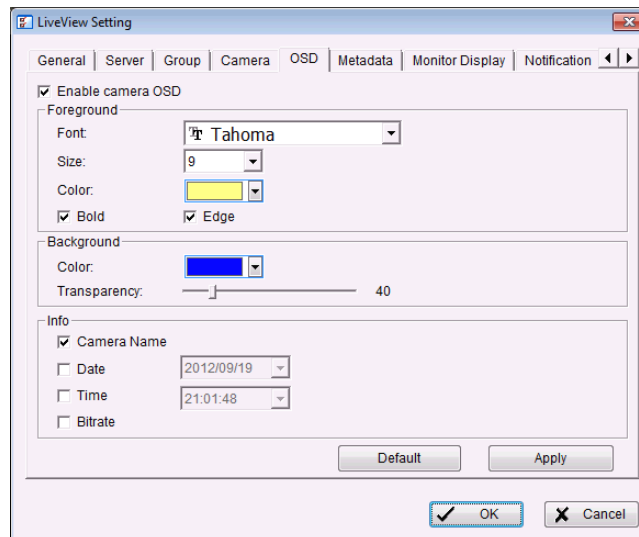 LiveView Setting
General Server Group Camera OSD Metadata Monitor Display Notification
Enable camera OSD
Foreground
Font: Tahoma
Size: 9
Color:
Bold Edge
Background
Color:
Transparency: 40
Info
Camera Name
Date 2012/09/19
Time 21:01:48
Bitrate
Default Apply
OK Cancel